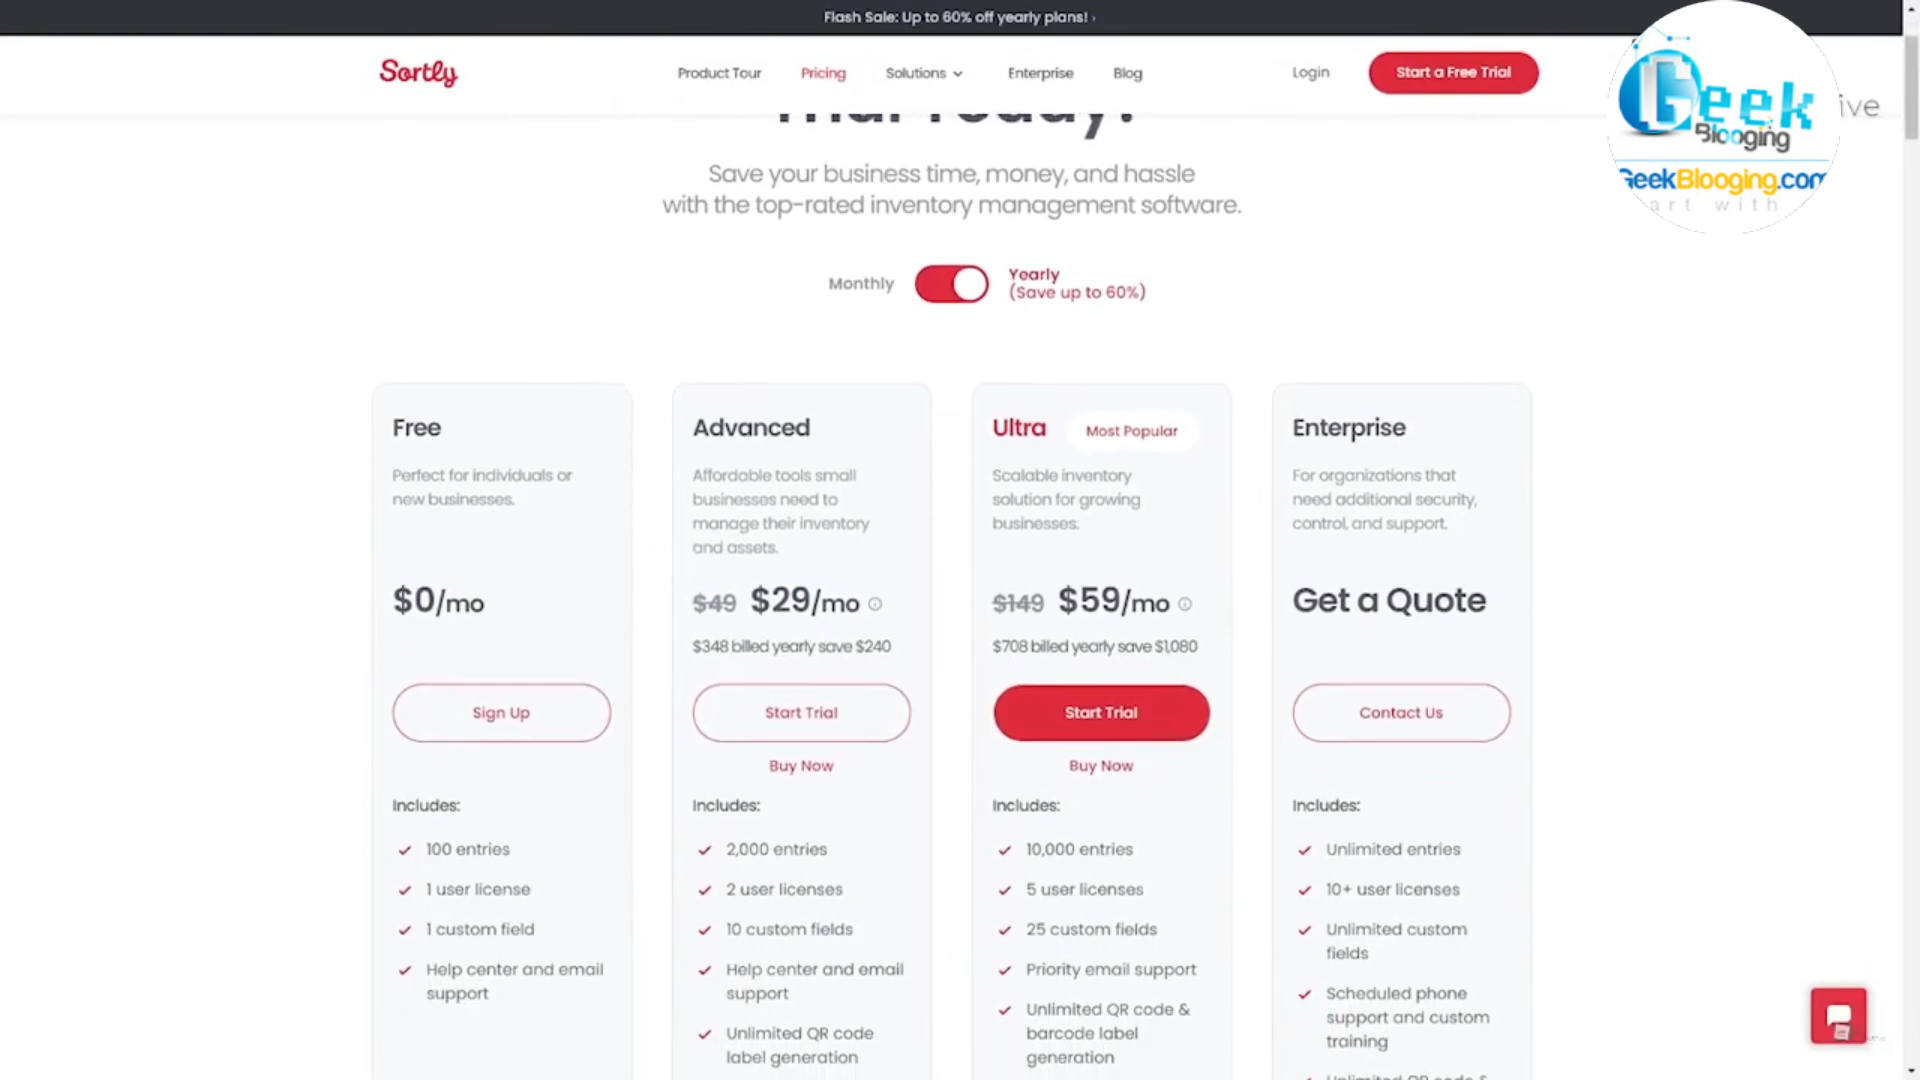 Flash Sale: Up to 60% off yearly plans! ›
Sortly
Product Tour
Pricing
Solutions
Enterprise
Blog
Login
Start a Free Trial
Geek
Blooging
GeekBlooging.com
art with
ive
Trial Today!
Save your business time, money, and hassle
with the top-rated inventory management software.
Monthly
Yearly
(Save up to 60%)
Free
Perfect for individuals or
new businesses.
$0/mo
Sign Up
Includes:
100 entries
1 user license
1 custom field
Help center and email
support
Advanced
Affordable tools small
businesses need to
manage their inventory
and assets.
$49 $29/mo
$348 billed yearly save $240
Start Trial
Buy Now
Includes:
2,000 entries
2 user licenses
10 custom fields
Help center and email
support
Unlimited QR code
label generation
Ultra
Most Popular
Scalable inventory
solution for growing
businesses.
$149 $59/mo
$708 billed yearly save $1,080
Start Trial
Buy Now
Includes:
10,000 entries
5 user licenses
25 custom fields
Priority email support
Unlimited QR code &
barcode label
generation
Enterprise
For organizations that
need additional security,
control, and support.
Get a Quote
Contact Us
Includes:
Unlimited entries
10+ user licenses
Unlimited custom
fields
Scheduled phone
support and custom
training
Unlimited QR code &